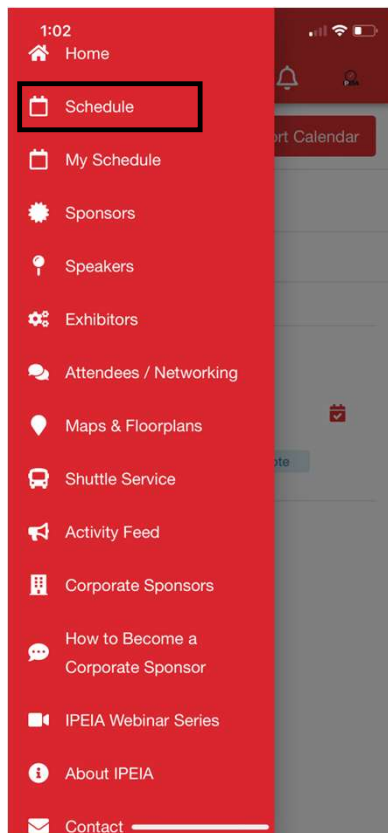 1:02
Home
Schedule
rt Calendar
My Schedule
Sponsors
Speakers
Exhibitors
Attendees / Networking
Maps & Floorplans
ote
Shuttle Service
Activity Feed
Corporate Sponsors
How to Become a
Corporate Sponsor
IPEIA Webinar Series
About IPEIA
Contact